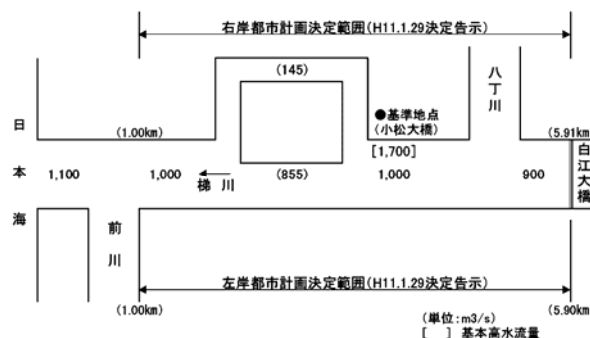 右岸都市計画決定範囲(H11.1.29決定告示)
(145)
八丁川
●基準地点
(小松大橋)
日本海
(1.00km)
(5.91km)
[1,700]
白江大橋
1,100
1,000
梯川
(855)
1,000
900
前川
左岸都市計画決定範囲(H11.1.29決定告示)
(1.00km)
(5.90km)
(単位:m3/s)
[ ] 基本高水流量